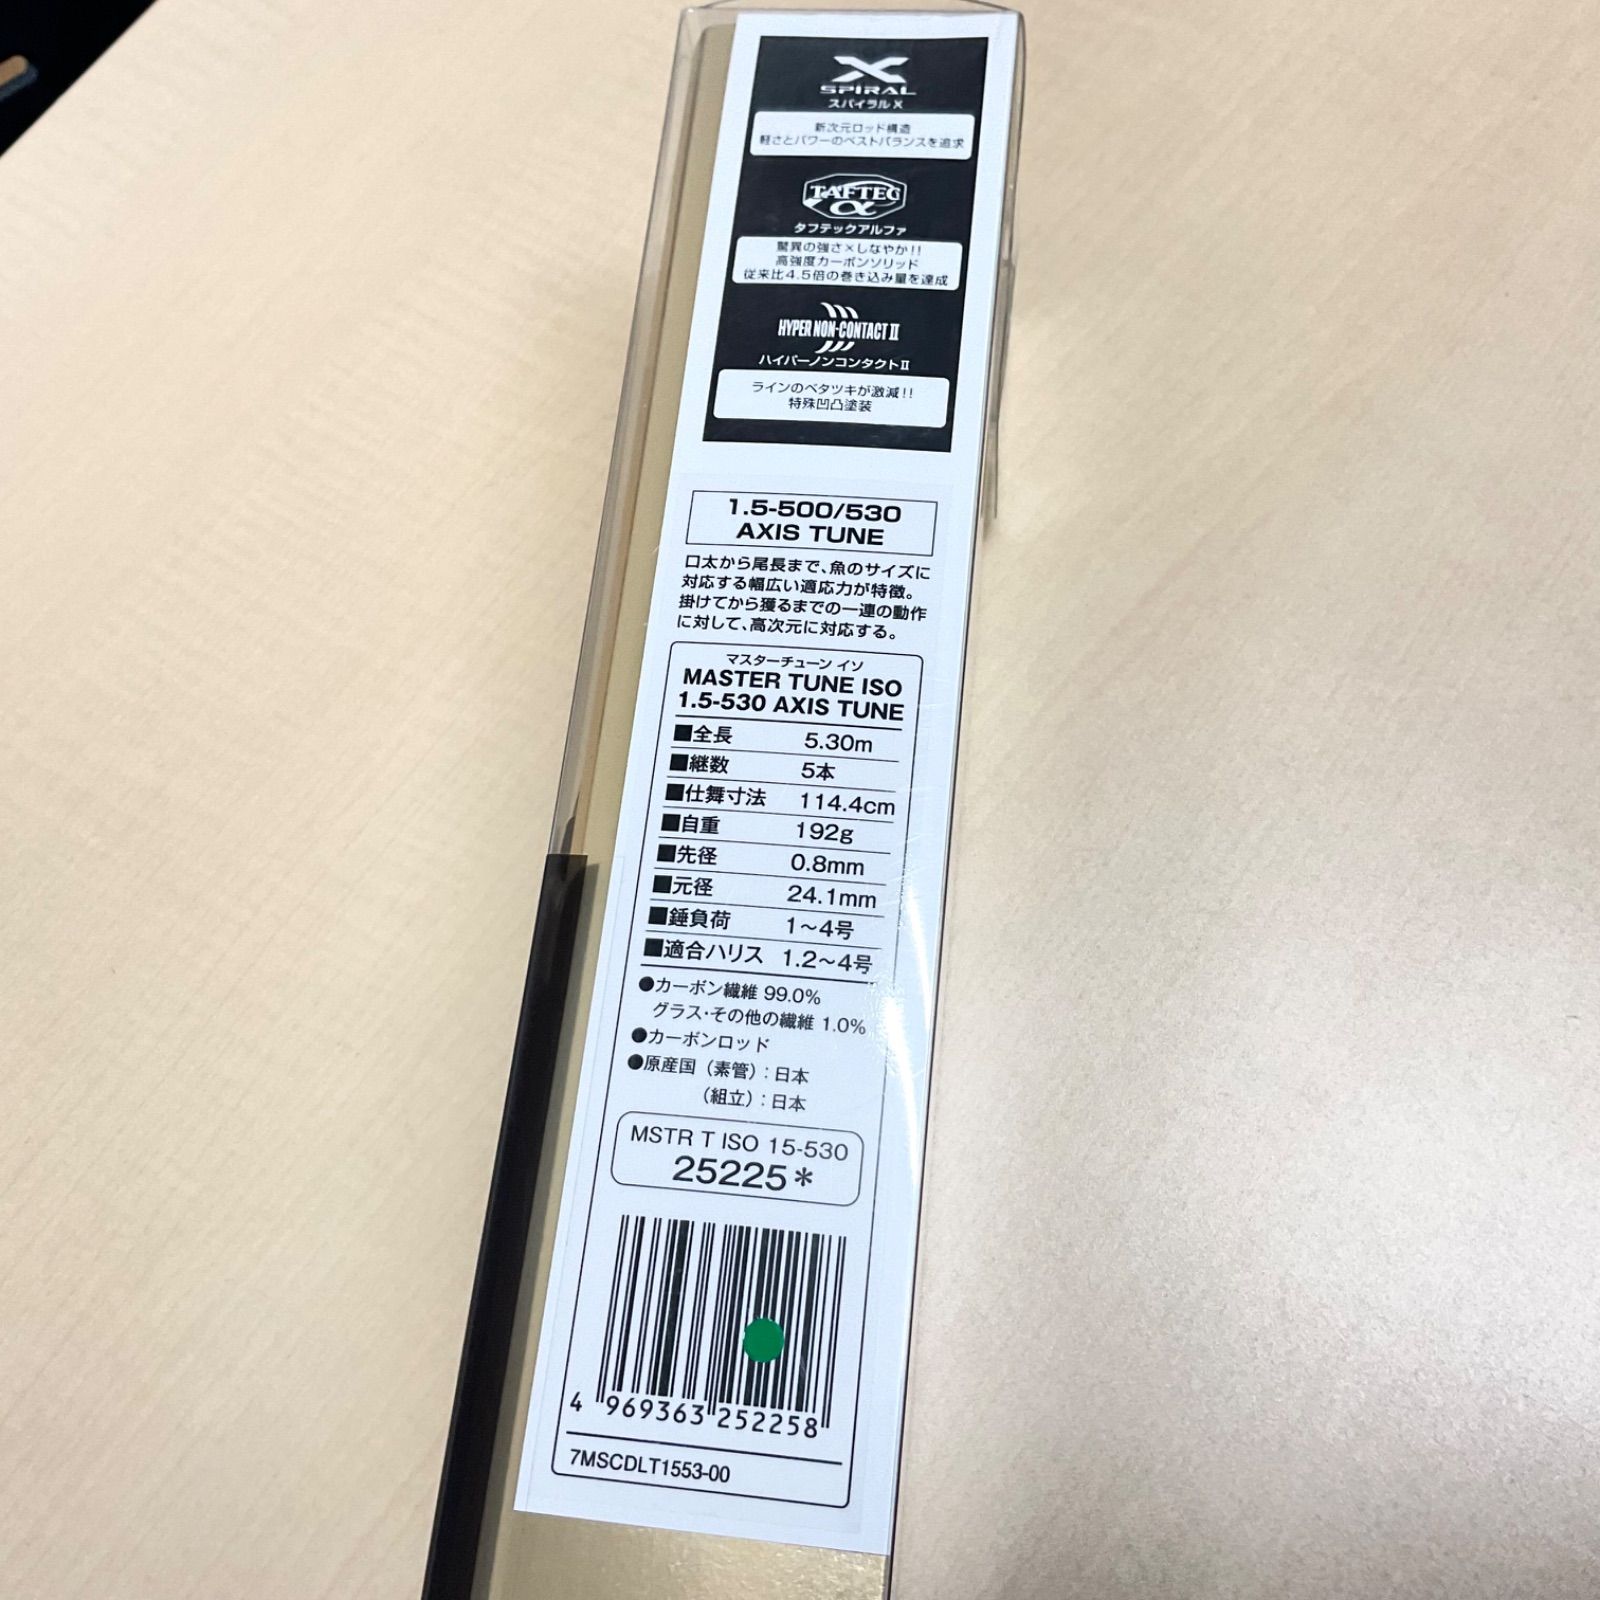 X
SPIRAL
スパイラルX
新次元ロッド構造
軽さとパワーのベストバランスを追求
TAFTEC
α
タフテックアルファ
驚異の強さ×しなやか!!
高強度カーボンソリッド
従来比4.5倍の巻き込み量を達成
HYPER NON-CONTACT II
ハイパーノンコンタクトII
ラインのベタツキが激減!!
特殊凹凸塗装
1.5-500/530
AXIS TUNE
口太から尾長まで、魚のサイズに
対応する幅広い適応力が特徴。
掛けてから獲るまでの一連の動作
に対して、高次元に対応する。
マスターチューン イソ
MASTER TUNE ISO
1.5-530 AXIS TUNE
■全長 5.30m
■継数 5本
■仕舞寸法 114.4cm
■自重 192g
■先径 0.8mm
■元径 24.1mm
■錘負荷 1〜4号
■適合ハリス 1.2〜4号
●カーボン繊維 99.0%
グラス・その他の繊維 1.0%
●カーボンロッド
●原産国（素管）：日本
（組立）：日本
MSTR T ISO 15-530
25225*
4 969363 252258
7MSCDLT1553-00